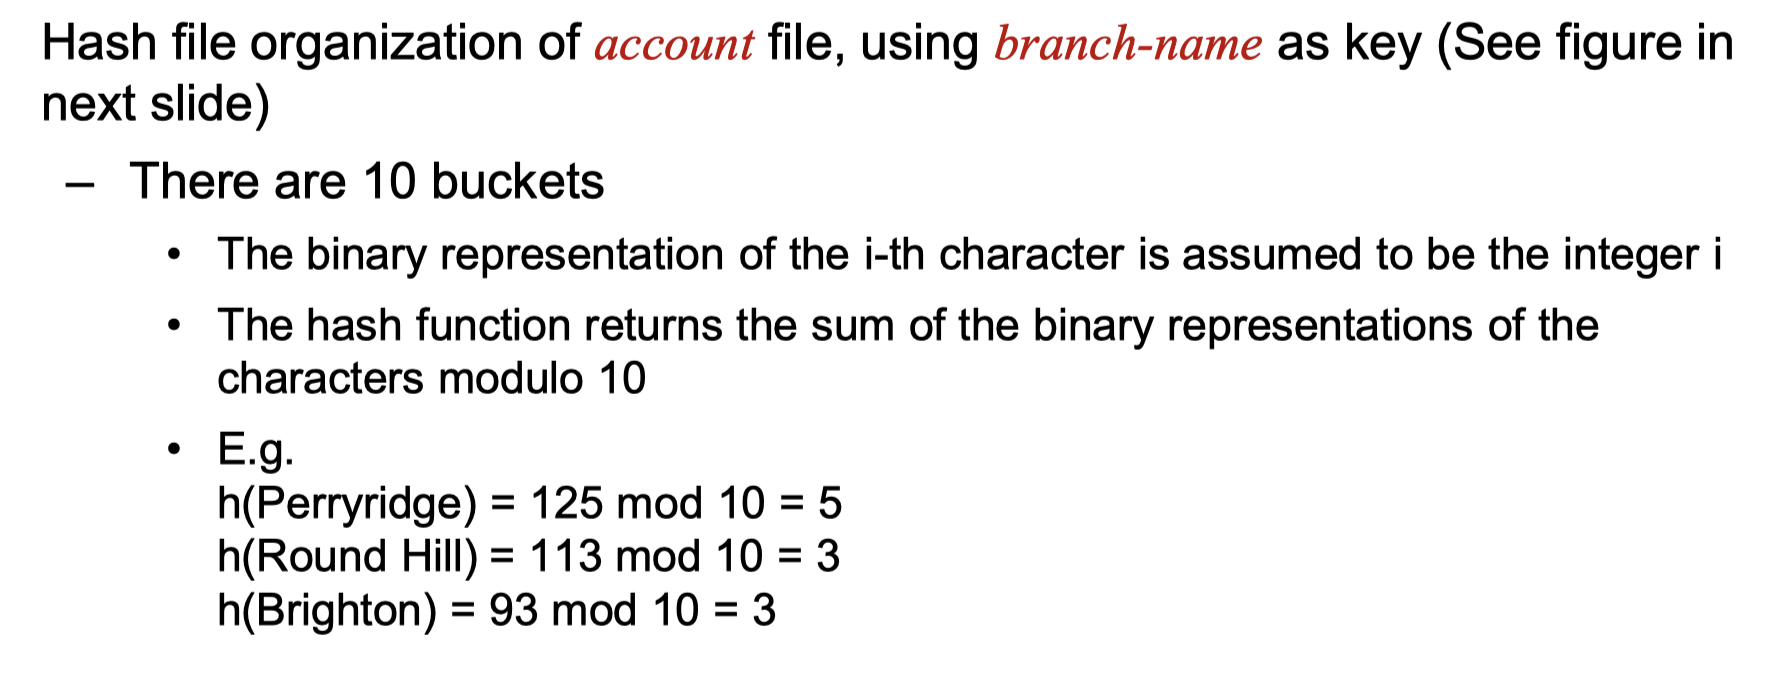 Hash file organization of account file, using branch-name as key (See figure in
next slide)
– There are 10 buckets
• The binary representation of the i-th character is assumed to be the integer i
• The hash function returns the sum of the binary representations of the
characters modulo 10
• E.g.
h(Perryridge) = 125 mod 10 = 5
h(Round Hill) = 113 mod 10 = 3
h(Brighton) = 93 mod 10 = 3